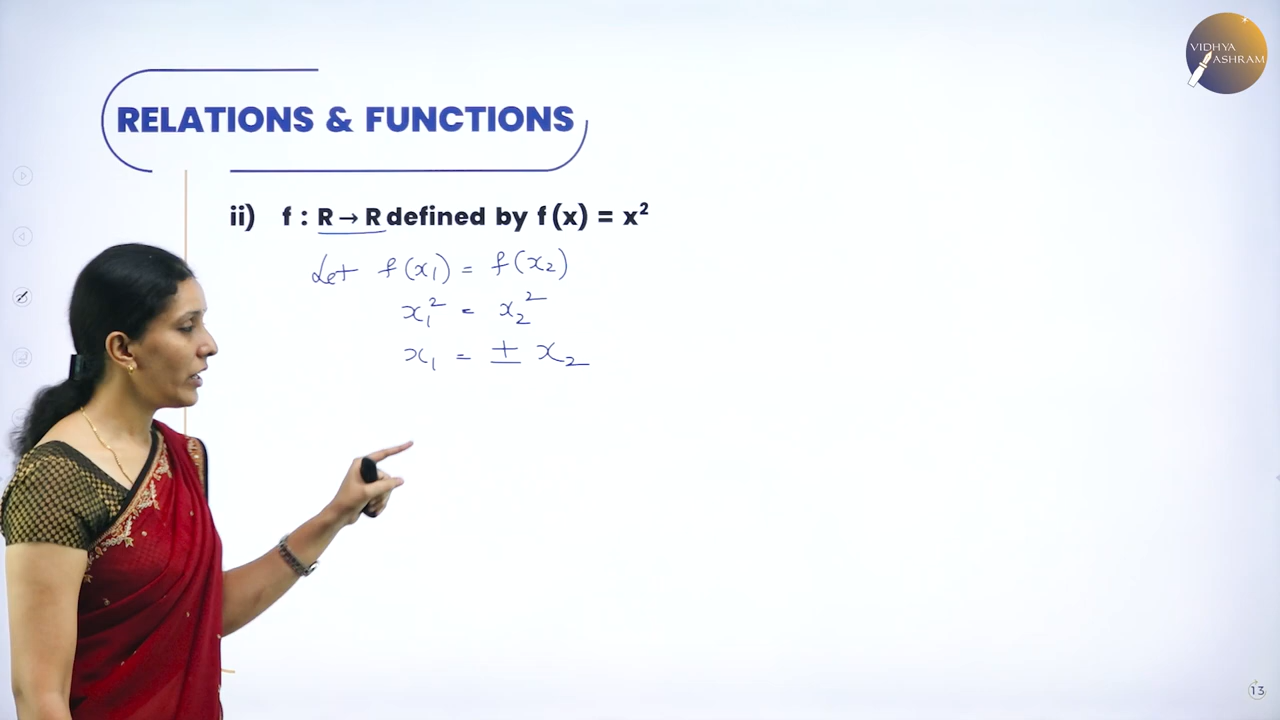 VIDHYA
ASHRAM
RELATIONS & FUNCTIONS
ii) f : R → R defined by f(x) = x²
Let f(x₁) = f(x₂)
x₁² = x₂²
x₁ = ± x₂
13